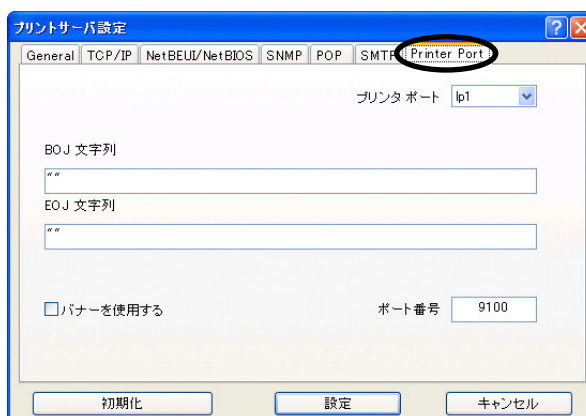 プリントサーバ設定
General TCP/IP NetBEUI/NetBIOS SNMP POP SMTP Printer Port
プリンタ ポート lp1
BOJ 文字列
""
EOJ 文字列
""
バナーを使用する ポート番号 9100
初期化 設定 キャンセル